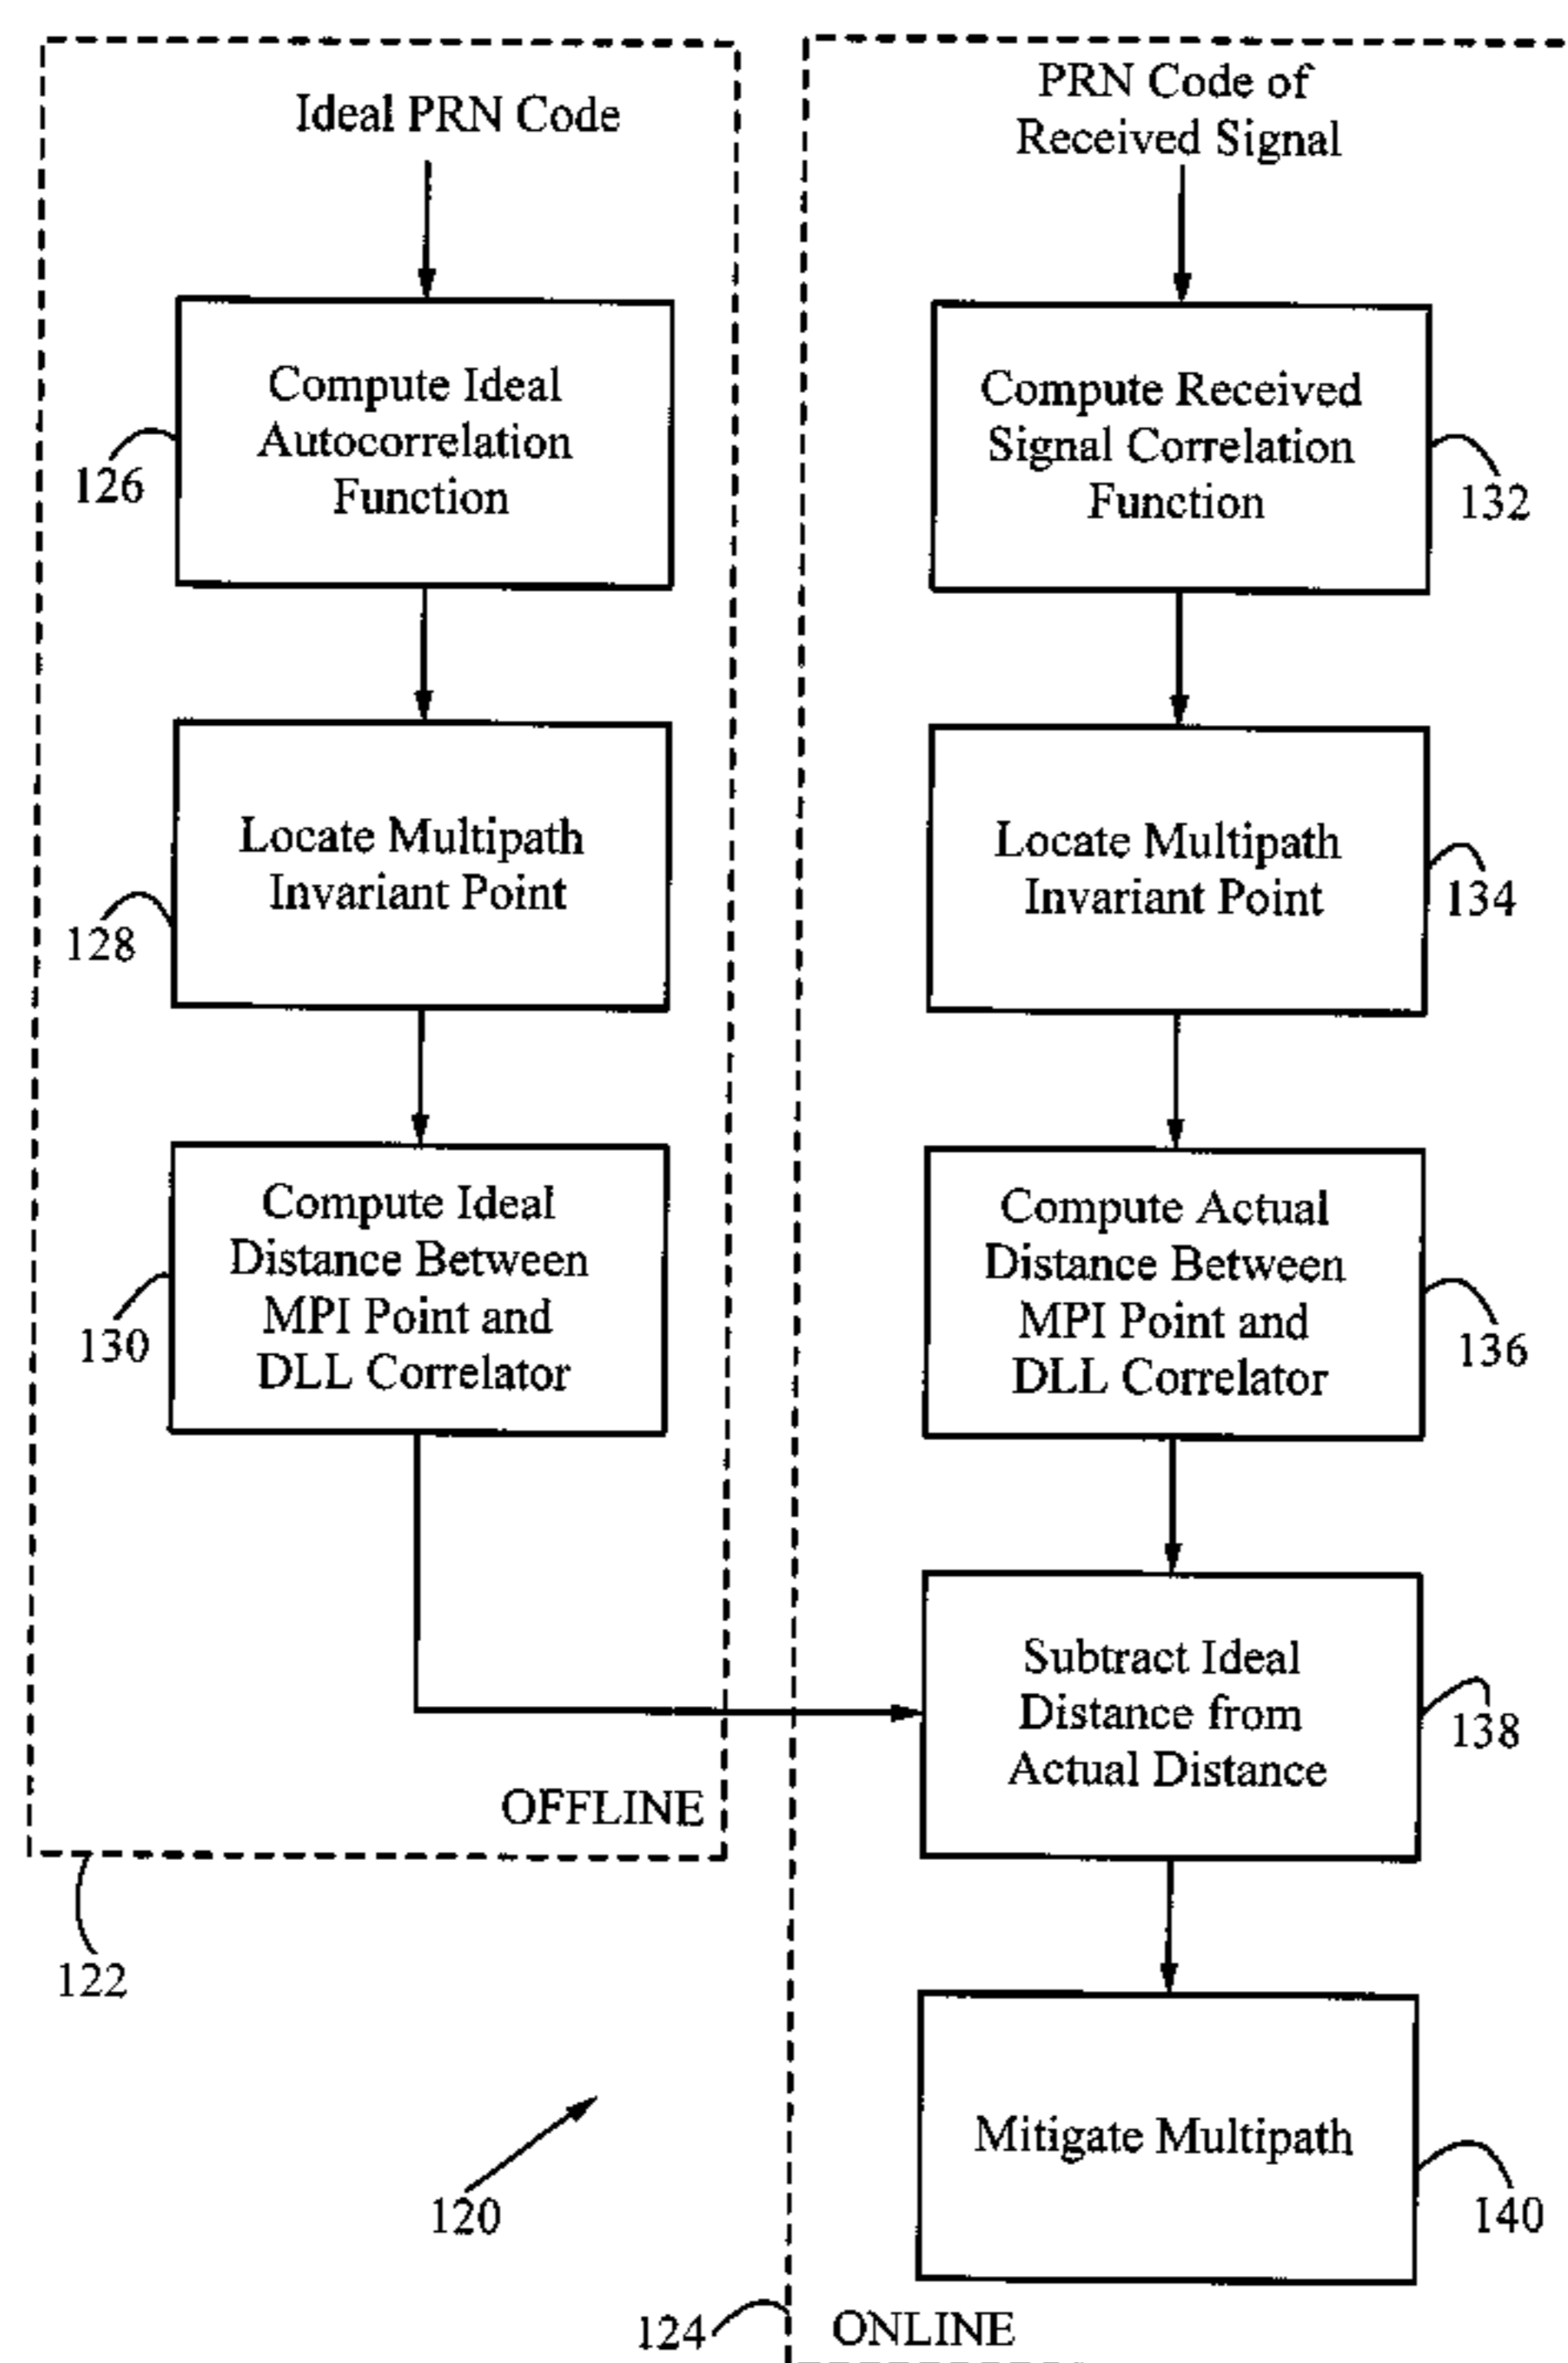 Ideal PRN Code
Compute Ideal
Autocorrelation
Function
126
Locate Multipath
Invariant Point
128
Compute Ideal
Distance Between
MPI Point and
DLL Correlator
130
OFFLINE
122
120
PRN Code of
Received Signal
Compute Received
Signal Correlation
Function
132
Locate Multipath
Invariant Point
134
Compute Actual
Distance Between
MPI Point and
DLL Correlator
136
Subtract Ideal
Distance from
Actual Distance
138
Mitigate Multipath
140
124
ONLINE